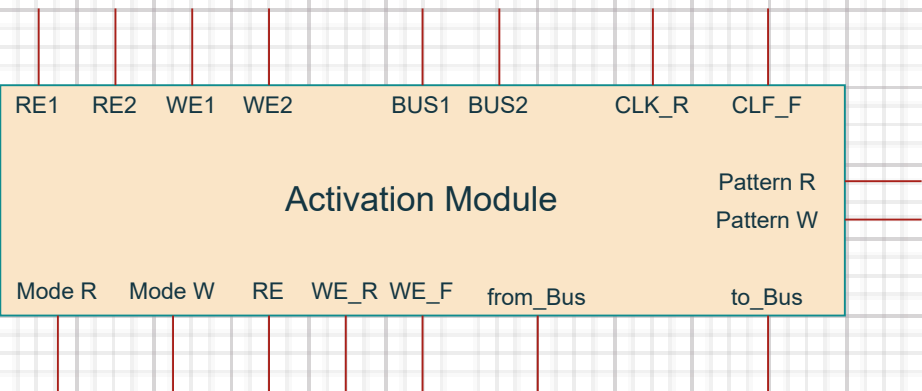 RE1 RE2 WE1 WE2 BUS1 BUS2 CLK_R CLF_F
Pattern R
Activation Module
Pattern W
Mode R Mode W RE WE_R WE_F from_Bus to_Bus